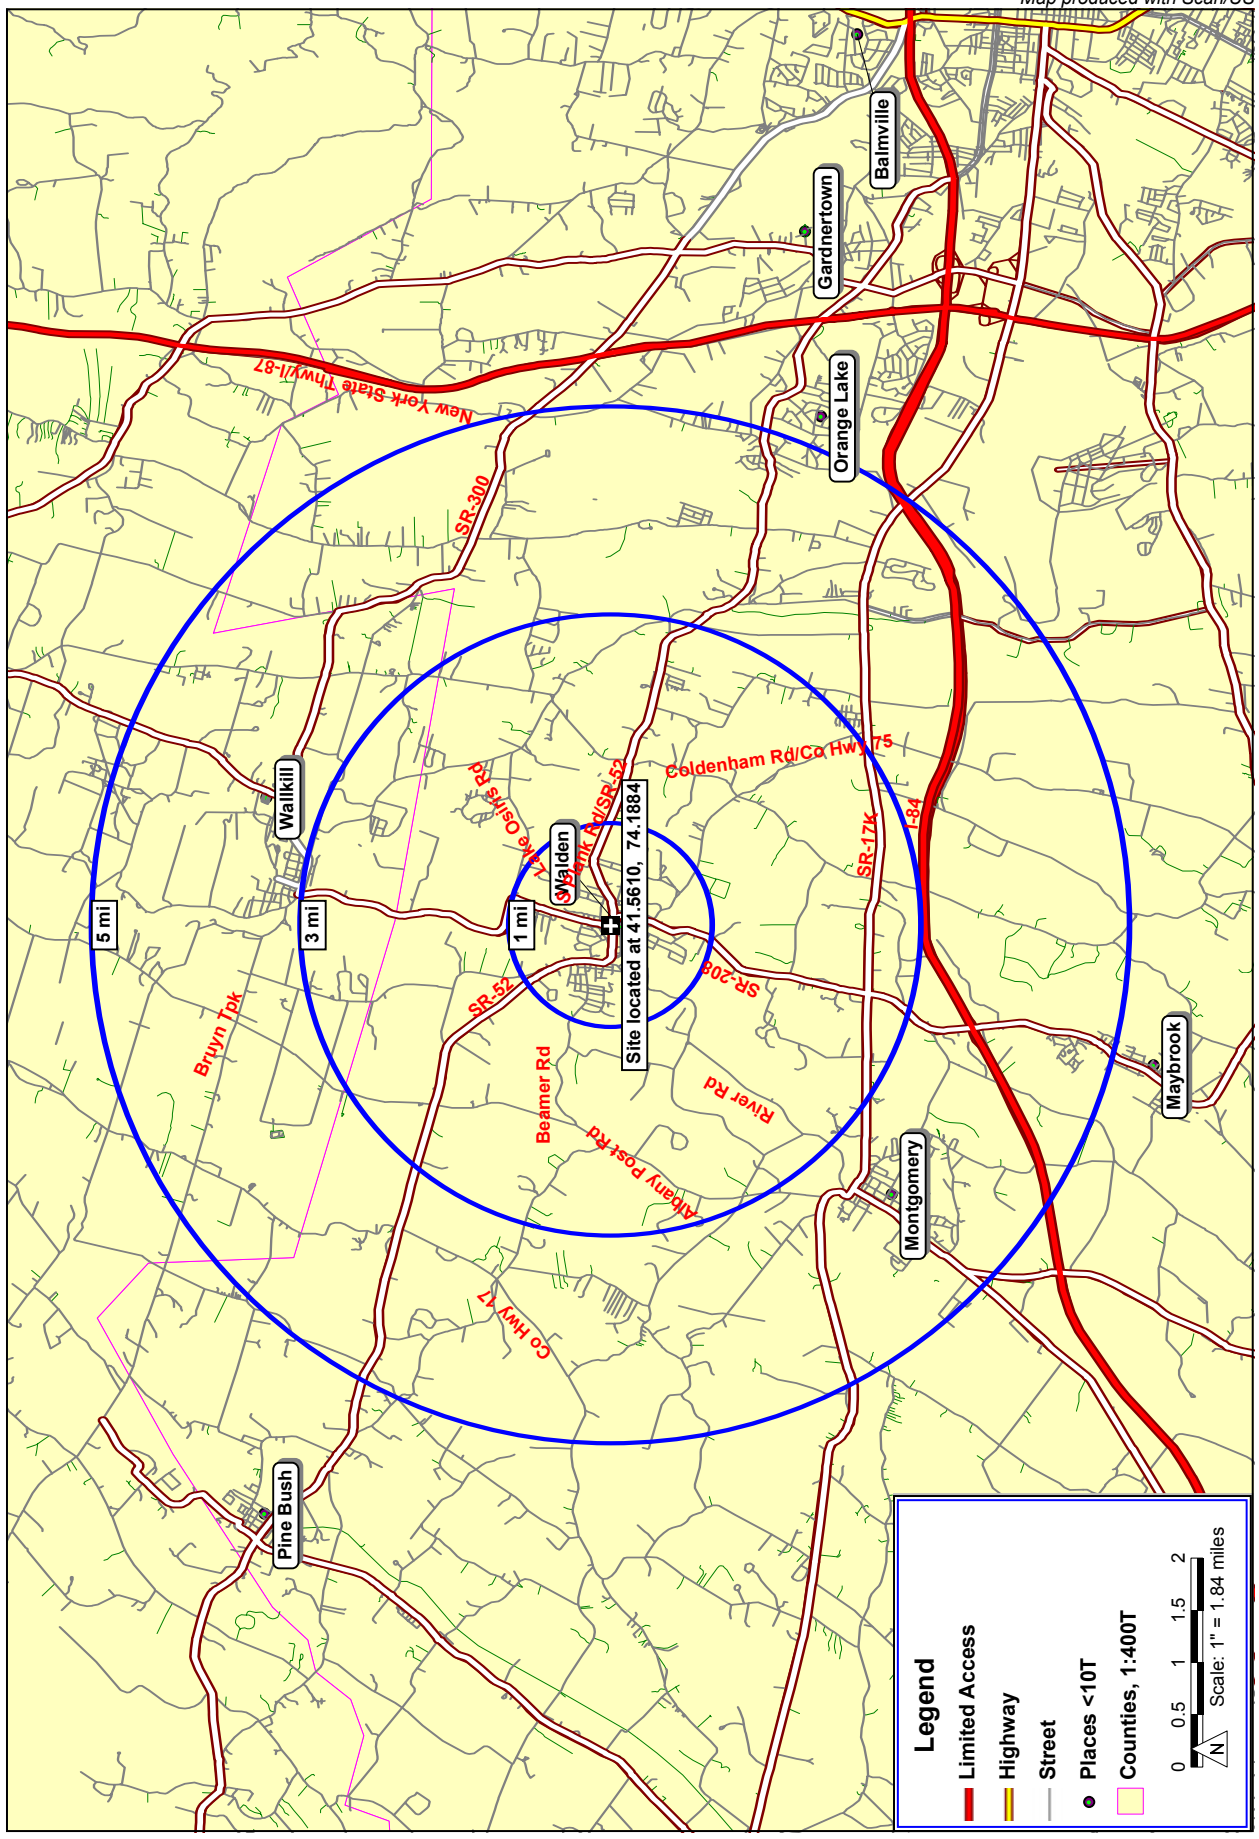 Map produced with Scan/US
Balmville
Gardnertown
Orange Lake
New York State Thwy/I-87
SR-300
Wallkill
5 mi
3 mi
1 mi
Lake Osiris Rd
Walden
S Plank Rd/SR-52
Coldenham Rd/Co Hwy 75
Site located at 41.5610, 74.1884
SR-17K
I-84
SR-52
SR-208
Bruyn Tpk
Beamer Rd
River Rd
Albany Post Rd
Maybrook
Montgomery
Co Hwy 17
Pine Bush
Legend
Limited Access
Highway
Street
Places <10T
Counties, 1:400T
0 0.5 1 1.5 2
N
Scale: 1" = 1.84 miles